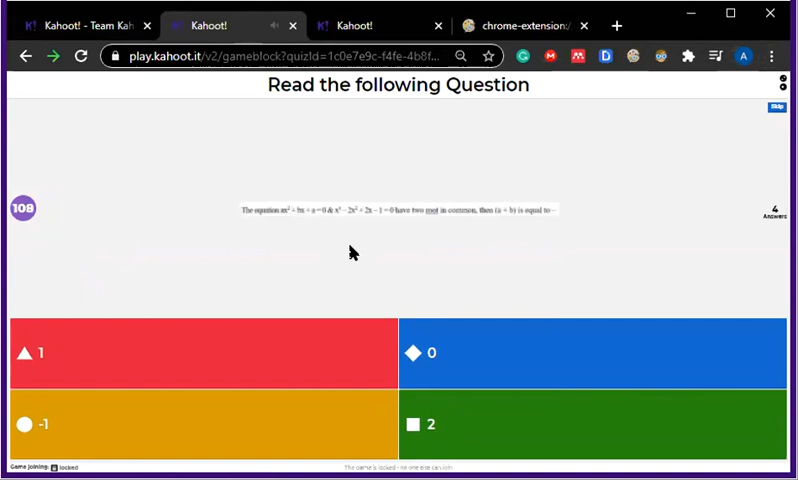 Kahoot! - Team Kah
Kahoot!
Kahoot!
chrome-extension:/
play.kahoot.it/v2/gameblock?quizId=1c0e7e9c-f4fe-4b8f...
A
Read the following Question
Skip
108
The equation ax² + bx + a = 0 & x³ − 2x² + 2x − 1 = 0 have two root in common, then (a + b) is equal to
4
Answers
1
0
-1
2
Game joining: locked
The game is locked - no one else can join